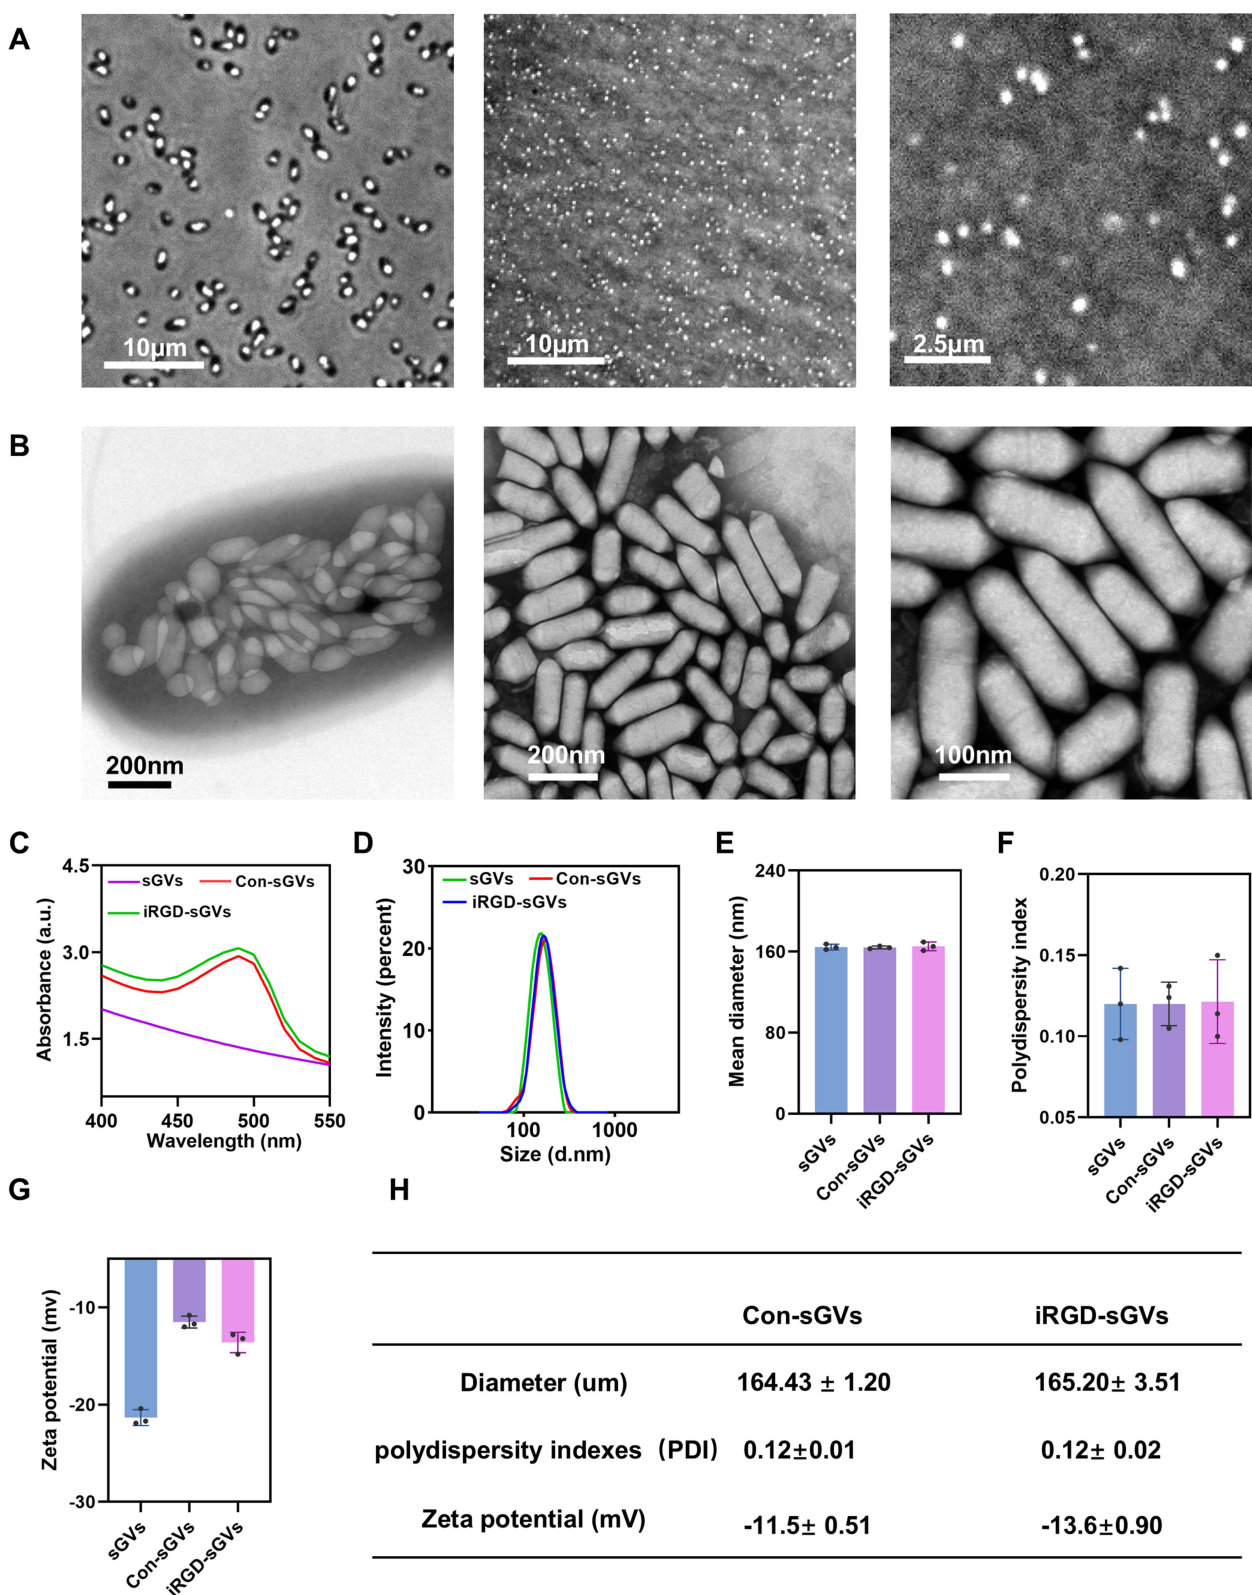 A
10μm
10μm
2.5μm
B
200nm
200nm
100nm
C
4.5
3.0
1.5
400
450
500
550
Absorbance (a.u.)
Wavelength (nm)
sGVs
Con-sGVs
iRGD-sGVs
D
30
20
10
0
100
1000
Intensity (percent)
Size (d.nm)
sGVs
Con-sGVs
iRGD-sGVs
E
240
160
80
0
Mean diameter (nm)
sGVs
Con-sGVs
iRGD-sGVs
F
0.20
0.15
0.10
0.05
Polydispersity index
sGVs
Con-sGVs
iRGD-sGVs
G
-10
-20
-30
Zeta potential (mv)
sGVs
Con-sGVs
iRGD-sGVs
H
Con-sGVs iRGD-sGVs
Diameter (um) 164.43 ± 1.20 165.20± 3.51
polydispersity indexes（PDI) 0.12±0.01 0.12± 0.02
Zeta potential (mV) -11.5± 0.51 -13.6±0.90